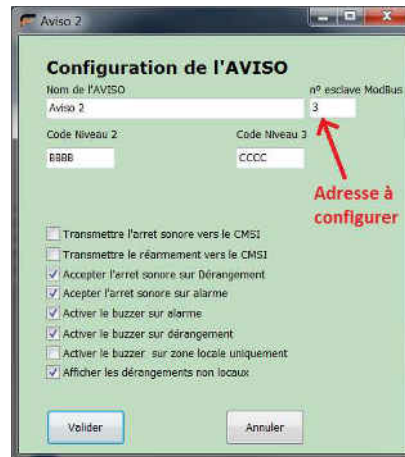 Aviso 2
Configuration de l'AVISO
Nom de l'AVISO
nº esclave ModBus
Aviso 2
3
Code Niveau 2
Code Niveau 3
BBBB
CCCC
Adresse à
configurer
Transmettre l'arret sonore vers le CMSI
Transmettre le réarmement vers le CMSI
Accepter l'arret sonore sur Dérangement
Acepter l'arret sonore sur alarme
Activer le buzzer sur alarme
Activer le buzzer sur dérangement
Activer le buzzer sur zone locale uniquement
Afficher les dérangements non locaux
Valider
Annuler